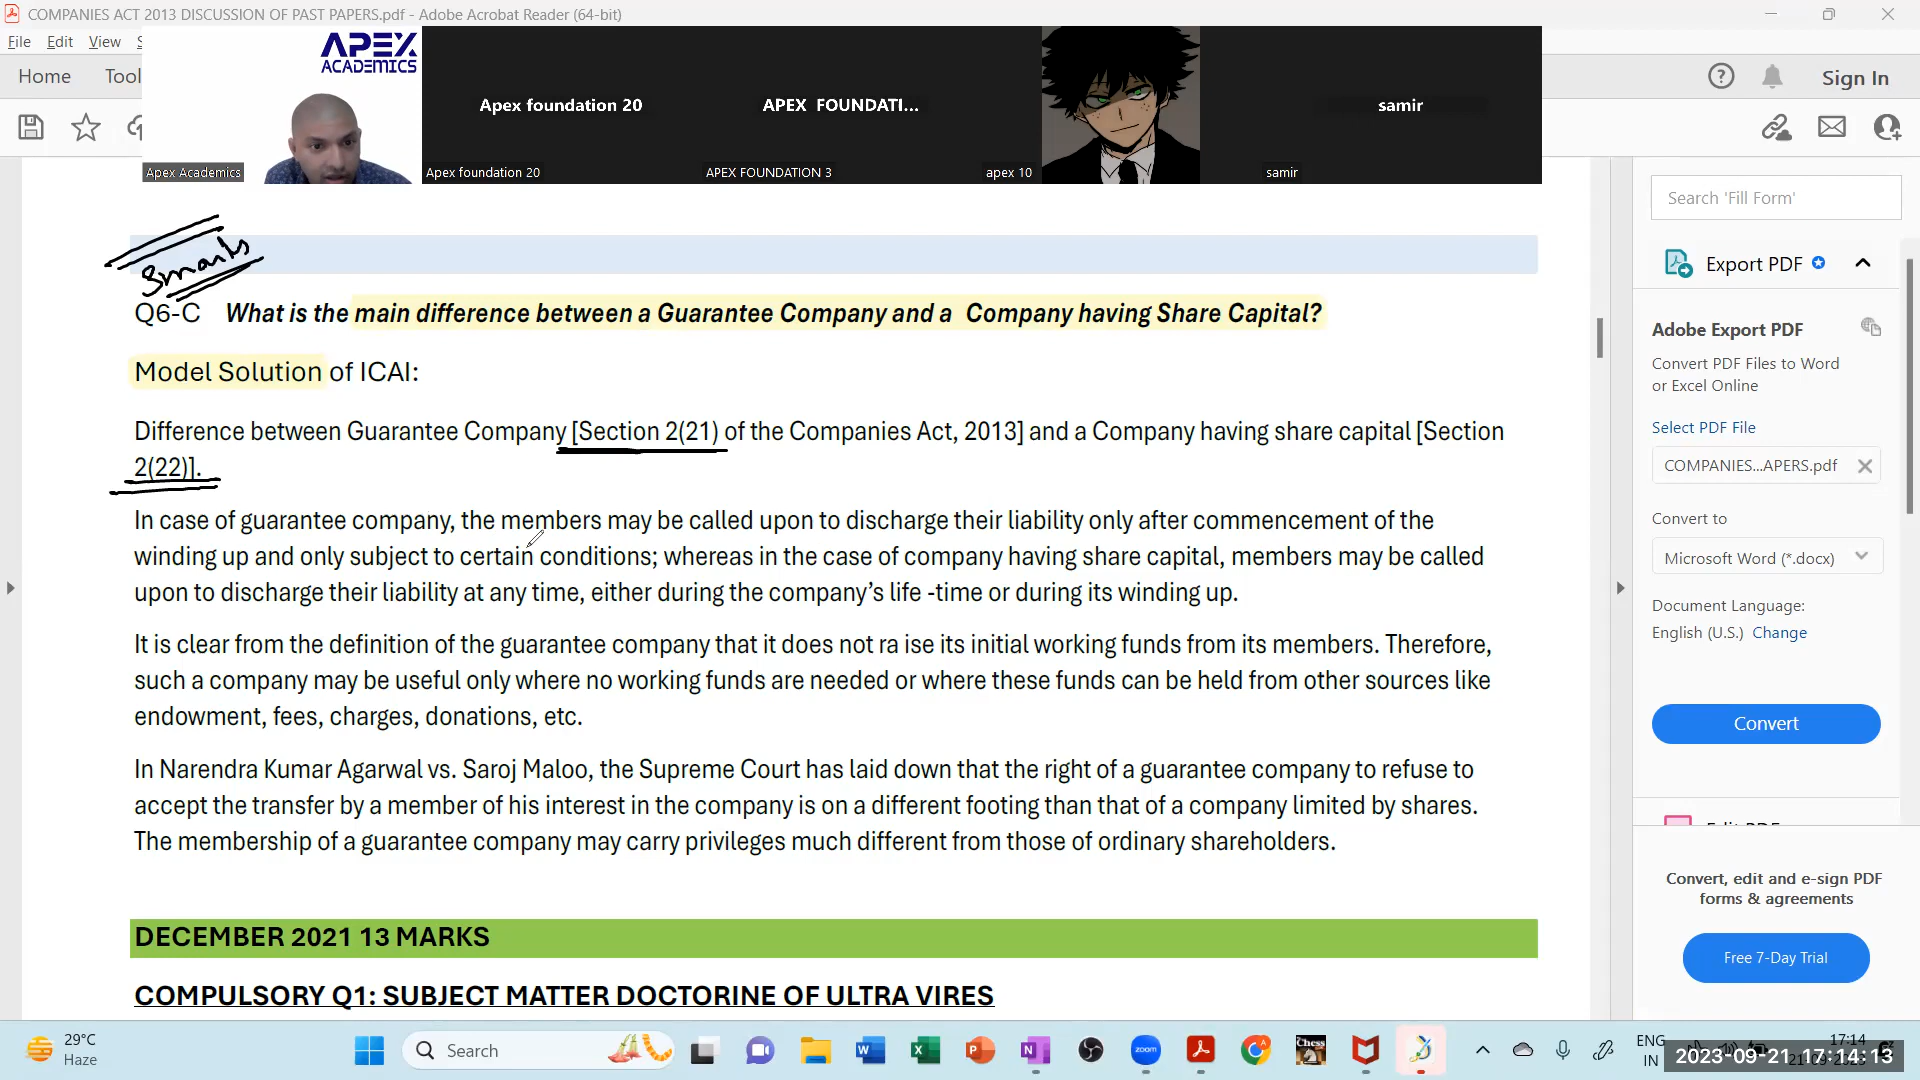 COMPANIES ACT 2013 DISCUSSION OF PAST PAPERS.pdf - Adobe Acrobat Reader (64-bit)
File Edit View
Home Tool
Sign In
APEX
ACADEMICS
Apex Academics
Apex foundation 20
Apex foundation 20
APEX FOUNDATI...
APEX FOUNDATION 3
apex 10
samir
samir
Q6-C What is the main difference between a Guarantee Company and a Company having Share Capital?
Model Solution of ICAI:
Difference between Guarantee Company [Section 2(21) of the Companies Act, 2013] and a Company having share capital [Section
2(22)].
In case of guarantee company, the members may be called upon to discharge their liability only after commencement of the
winding up and only subject to certain conditions; whereas in the case of company having share capital, members may be called
upon to discharge their liability at any time, either during the company’s life -time or during its winding up.
It is clear from the definition of the guarantee company that it does not ra ise its initial working funds from its members. Therefore,
such a company may be useful only where no working funds are needed or where these funds can be held from other sources like
endowment, fees, charges, donations, etc.
In Narendra Kumar Agarwal vs. Saroj Maloo, the Supreme Court has laid down that the right of a guarantee company to refuse to
accept the transfer by a member of his interest in the company is on a different footing than that of a company limited by shares.
The membership of a guarantee company may carry privileges much different from those of ordinary shareholders.
DECEMBER 2021 13 MARKS
COMPULSORY Q1: SUBJECT MATTER DOCTORINE OF ULTRA VIRES
Search 'Fill Form'
Export PDF
Adobe Export PDF
Convert PDF Files to Word
or Excel Online
Select PDF File
COMPANIES...APERS.pdf
Convert to
Microsoft Word (*.docx)
Document Language:
English (U.S.) Change
Convert
Convert, edit and e-sign PDF
forms & agreements
Free 7-Day Trial
29°C
Haze
Search
zoom
Chess
ENG
IN
17:14
2023-09-21 17:14:13